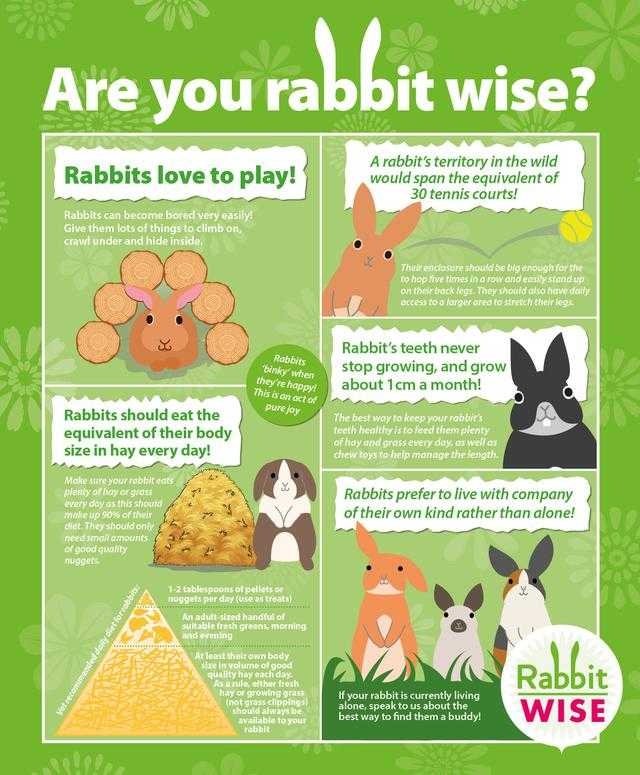 Are you rabbit wise?
Rabbits love to play!
Rabbits can become bored very easily!
Give them lots of things to climb on,
crawl under and hide inside.
A rabbit's territory in the wild
would span the equivalent of
30 tennis courts!
Their enclosure should be big enough for the
to hop five times in a row and easily stand up
on their back legs. They should also have daily
access to a larger area to stretch their legs.
Rabbits
'binky' when
they're happy!
This is an act of
pure joy
Rabbit's teeth never
stop growing, and grow
about 1cm a month!
The best way to keep your rabbit's
teeth healthy is to feed them plenty
of hay and grass every day, as well as
chew toys to help manage the length.
Rabbits should eat the
equivalent of their body
size in hay every day!
Make sure your rabbit eats
plenty of hay or grass
every day as this should
make up 90% of their
diet. They should only
need small amounts
of good quality
nuggets.
Vet recommended daily diet for rabbits:
1-2 tablespoons of pellets or
nuggets per day (use as treats)
An adult-sized handful of
suitable fresh greens, morning
and evening
At least their own body
size in volume of good
quality hay each day.
As a rule, either fresh
hay or growing grass
(not grass clippings)
should always be
available to your
rabbit
Rabbits prefer to live with company
of their own kind rather than alone!
If your rabbit is currently living
alone, speak to us about the
best way to find them a buddy!
Rabbit
WISE